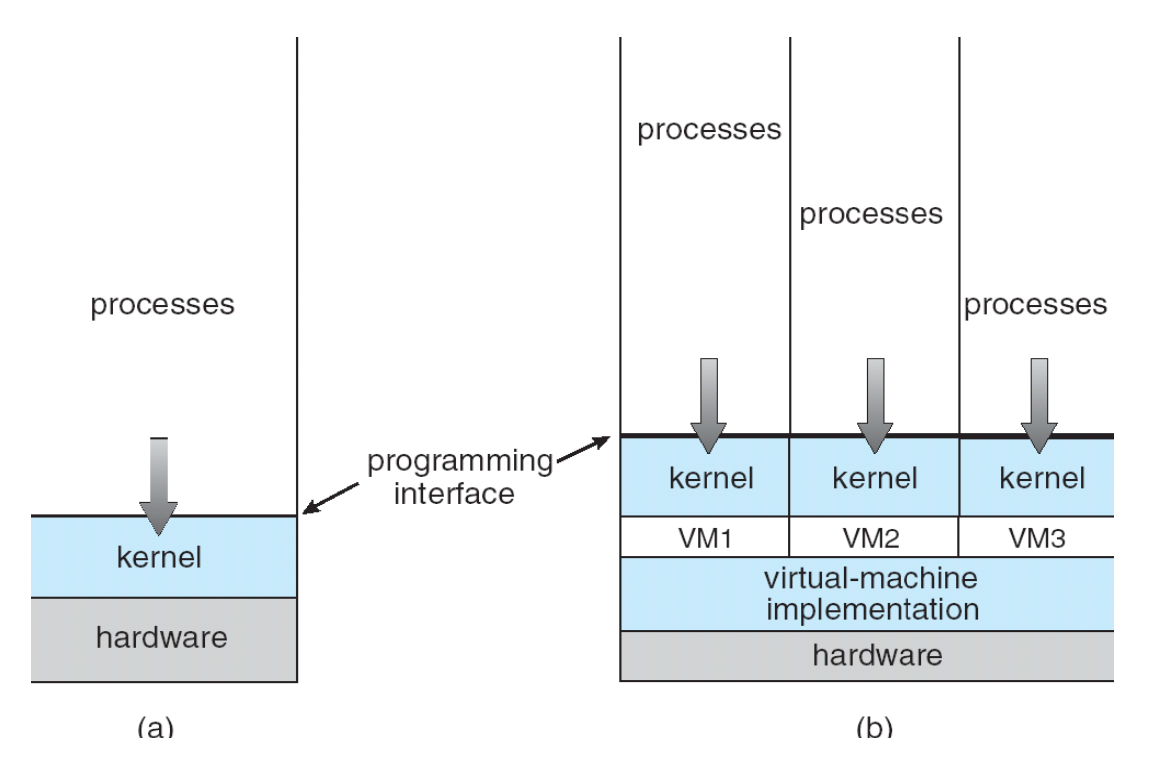 processes
kernel
hardware
(a)
programming
interface
processes
processes
processes
kernel
kernel
kernel
VM1
VM2
VM3
virtual-machine
implementation
hardware
(b)